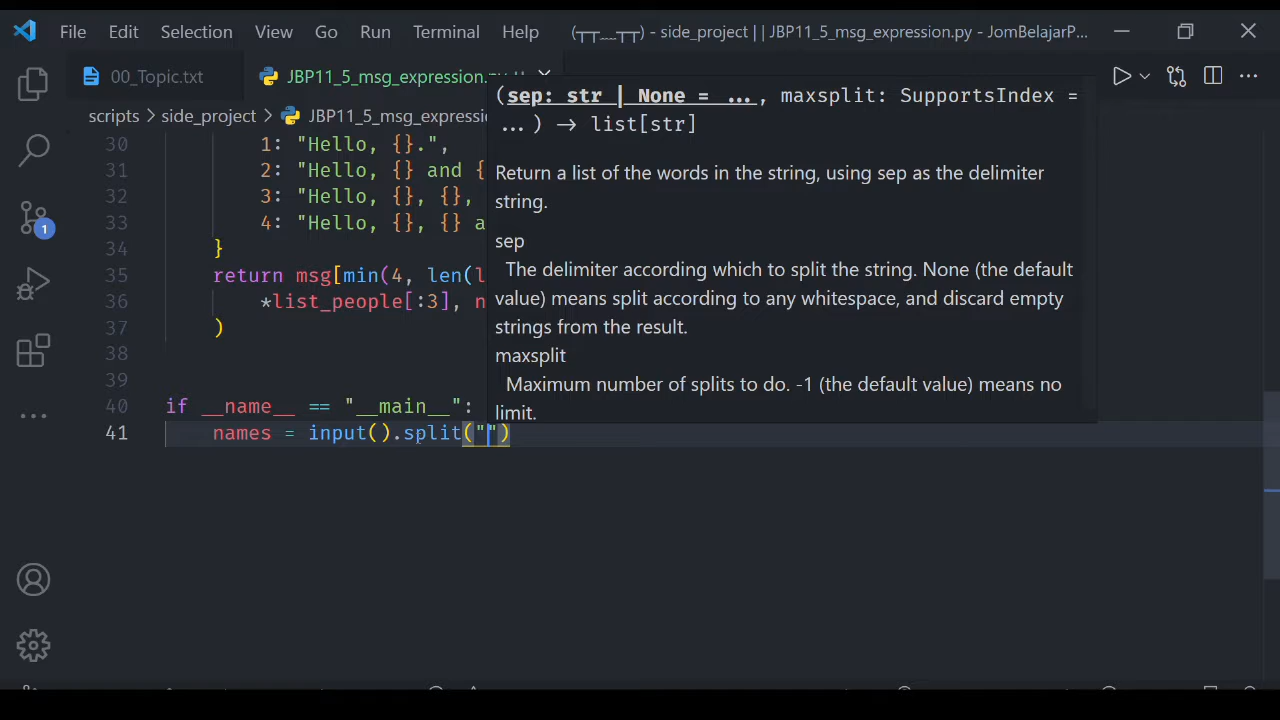 File Edit Selection View Go Run Terminal Help (┬┬﹏┬┬) - side_project || JBP11_5_msg_expression.py - JomBelajarP...
00_Topic.txt JBP11_5_msg_expression.py
scripts > side_project > JBP11_5_msg_expressi
(sep: str | None = ..., maxsplit: SupportsIndex =
...) -> list[str]
Return a list of the words in the string, using sep as the delimiter
string.
sep
The delimiter according which to split the string. None (the default
value) means split according to any whitespace, and discard empty
strings from the result.
maxsplit
Maximum number of splits to do. -1 (the default value) means no
limit.
30 1: "Hello, {}.",
31 2: "Hello, {} and {
32 3: "Hello, {}, {},
33 4: "Hello, {}, {} a
34 }
35 return msg[min(4, len(l
36 *list_people[:3], n
37 )
38
39
40 if __name__ == "__main__":
41 names = input().split("")
1